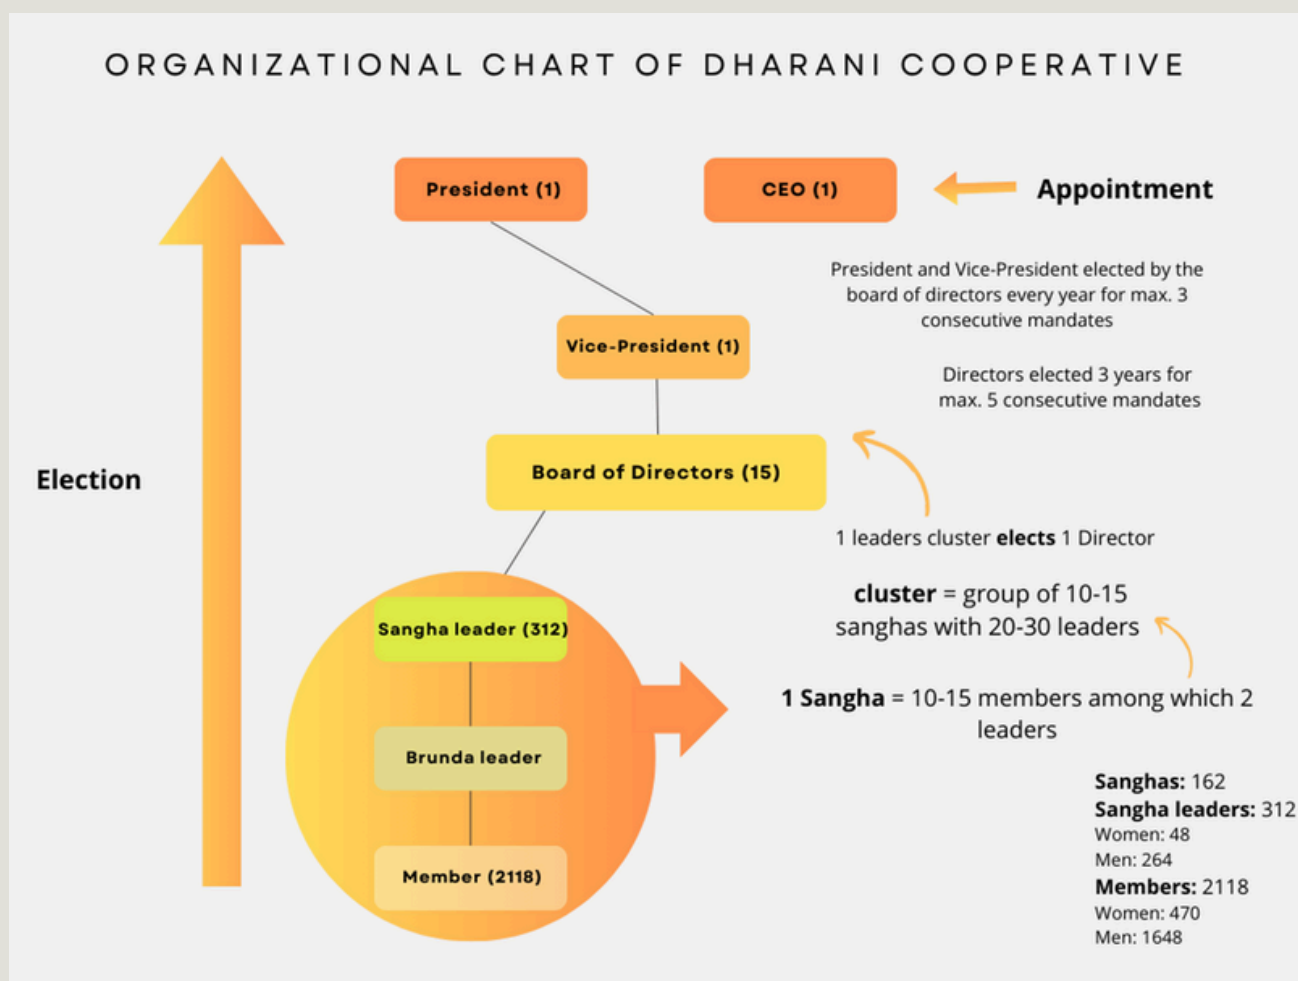 ORGANIZATIONAL CHART OF DHARANI COOPERATIVE
President (1)
CEO (1)
Appointment
President and Vice-President elected by the
board of directors every year for max. 3
consecutive mandates
Vice-President (1)
Directors elected 3 years for
max. 5 consecutive mandates
Election
Board of Directors (15)
1 leaders cluster elects 1 Director
cluster = group of 10-15
sanghas with 20-30 leaders
Sangha leader (312)
1 Sangha = 10-15 members among which 2
leaders
Brunda leader
Member (2118)
Sanghas: 162
Sangha leaders: 312
Women: 48
Men: 264
Members: 2118
Women: 470
Men: 1648